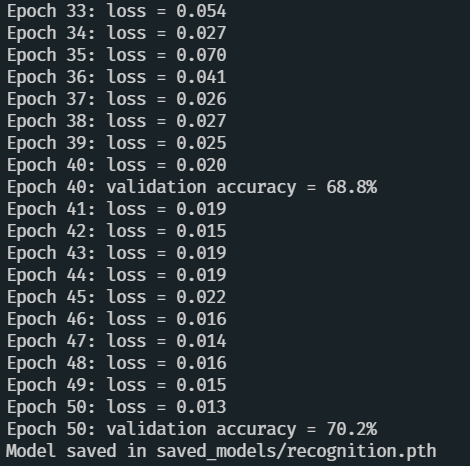 Epoch 33: loss = 0.054
Epoch 34: loss = 0.027
Epoch 35: loss = 0.070
Epoch 36: loss = 0.041
Epoch 37: loss = 0.026
Epoch 38: loss = 0.027
Epoch 39: loss = 0.025
Epoch 40: loss = 0.020
Epoch 40: validation accuracy = 68.8%
Epoch 41: loss = 0.019
Epoch 42: loss = 0.015
Epoch 43: loss = 0.019
Epoch 44: loss = 0.019
Epoch 45: loss = 0.022
Epoch 46: loss = 0.016
Epoch 47: loss = 0.014
Epoch 48: loss = 0.016
Epoch 49: loss = 0.015
Epoch 50: loss = 0.013
Epoch 50: validation accuracy = 70.2%
Model saved in saved_models/recognition.pth